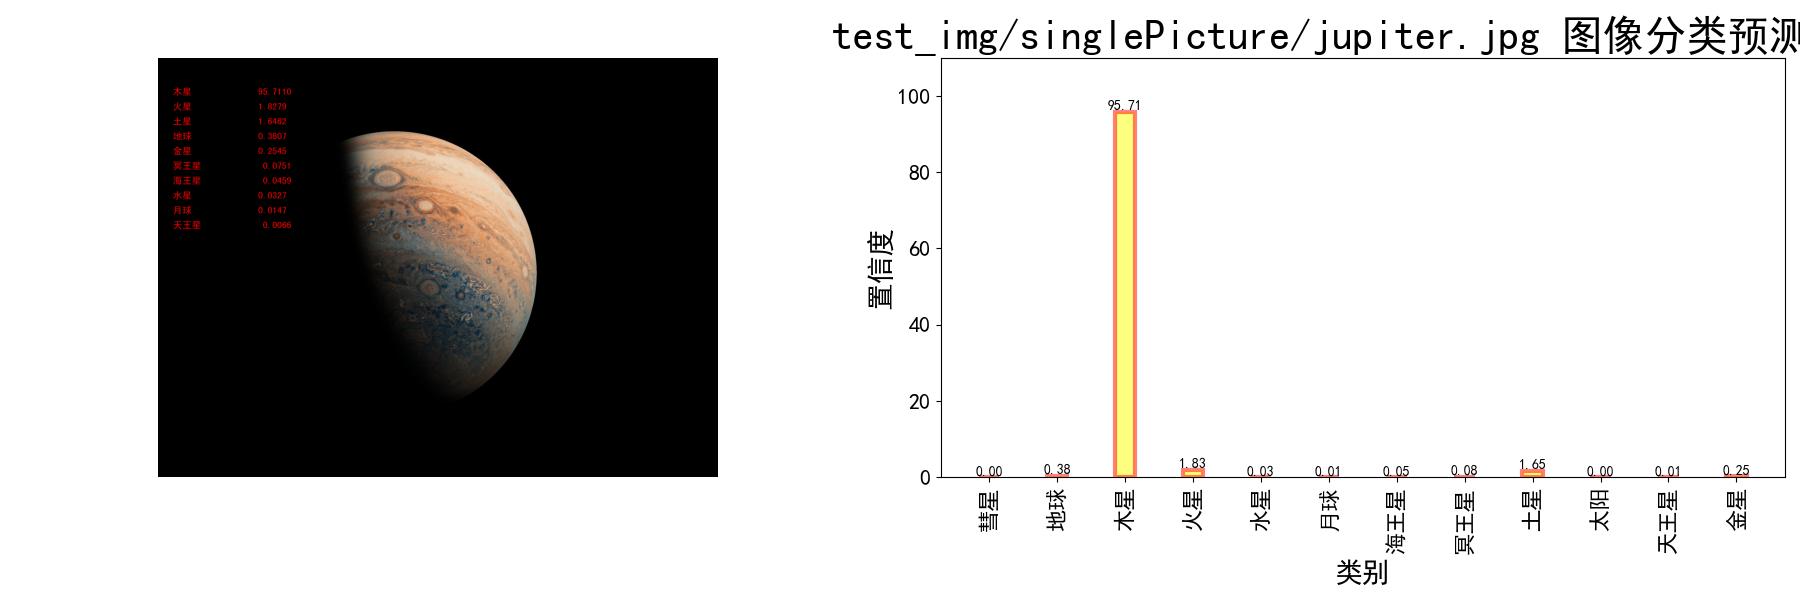 木星 95.7110
火星 1.8279
土星 1.6462
地球 0.3807
金星 0.2545
冥王星 0.0751
海王星 0.0459
水星 0.0327
月球 0.0147
天王星 0.0066
test_img/singlePicture/jupiter.jpg 图像分类预测
100
80
60
40
20
0
置信度
0.00 0.38 95.71 1.83 0.03 0.01 0.05 0.08 1.65 0.00 0.01 0.25
彗星 地球 木星 火星 水星 月球 海王星 冥王星 土星 太阳 天王星 金星
类别